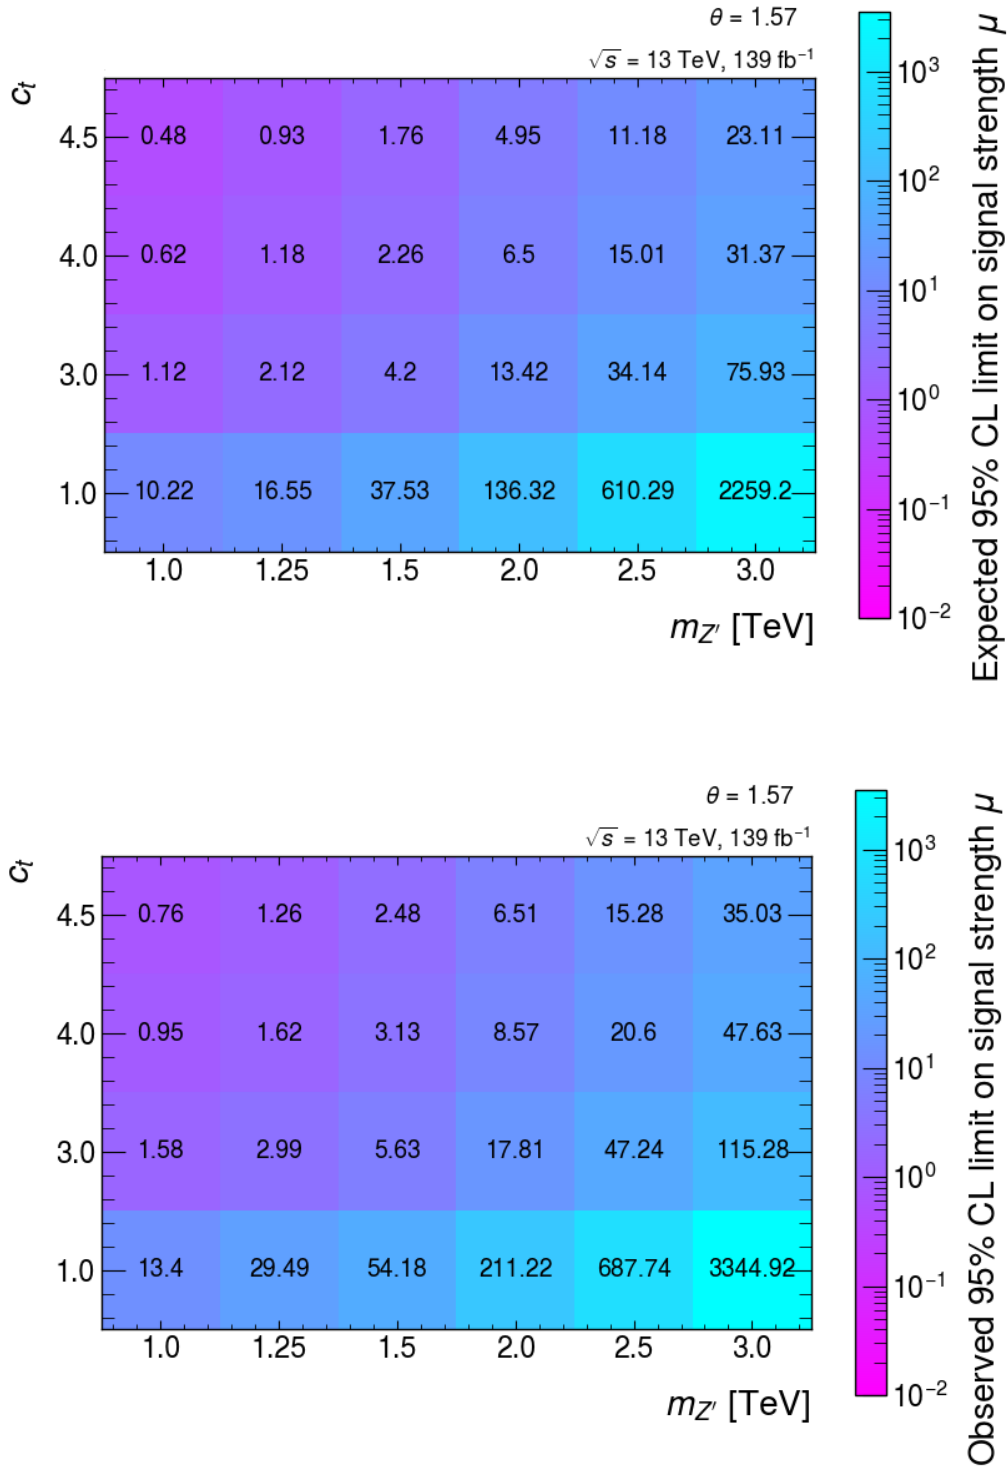 θ = 1.57
√s = 13 TeV, 139 fb⁻¹
c_t
4.5 0.48 0.93 1.76 4.95 11.18 23.11
4.0 0.62 1.18 2.26 6.5 15.01 31.37
3.0 1.12 2.12 4.2 13.42 34.14 75.93
1.0 10.22 16.55 37.53 136.32 610.29 2259.2
1.0 1.25 1.5 2.0 2.5 3.0
m_Z′ [TeV]
10³
10²
10¹
10⁰
10⁻¹
10⁻²
Expected 95% CL limit on signal strength μ
θ = 1.57
√s = 13 TeV, 139 fb⁻¹
c_t
4.5 0.76 1.26 2.48 6.51 15.28 35.03
4.0 0.95 1.62 3.13 8.57 20.6 47.63
3.0 1.58 2.99 5.63 17.81 47.24 115.28
1.0 13.4 29.49 54.18 211.22 687.74 3344.92
1.0 1.25 1.5 2.0 2.5 3.0
m_Z′ [TeV]
10³
10²
10¹
10⁰
10⁻¹
10⁻²
Observed 95% CL limit on signal strength μ